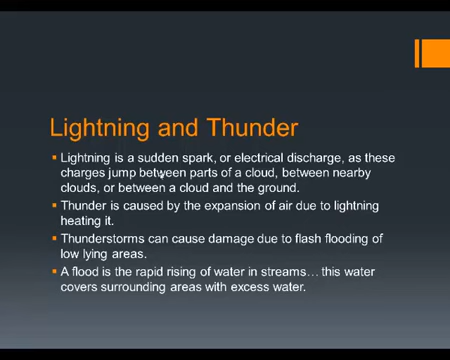 Lightning and Thunder
Lightning is a sudden spark, or electrical discharge, as these
charges jump between parts of a cloud, between nearby
clouds, or between a cloud and the ground.
Thunder is caused by the expansion of air due to lightning
heating it.
Thunderstorms can cause damage due to flash flooding of
low lying areas.
A flood is the rapid rising of water in streams… this water
covers surrounding areas with excess water.